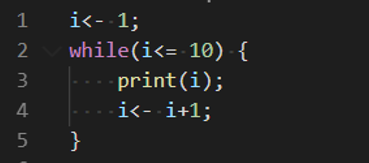 1 i<- 1;
2 while(i<= 10) {
3 print(i);
4 i<- i+1;
5 }